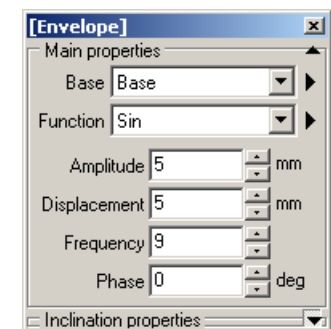 [Envelope]
Main properties
Base Base
Function Sin
Amplitude 5 mm
Displacement 5 mm
Frequency 9
Phase 0 deg
Inclination properties